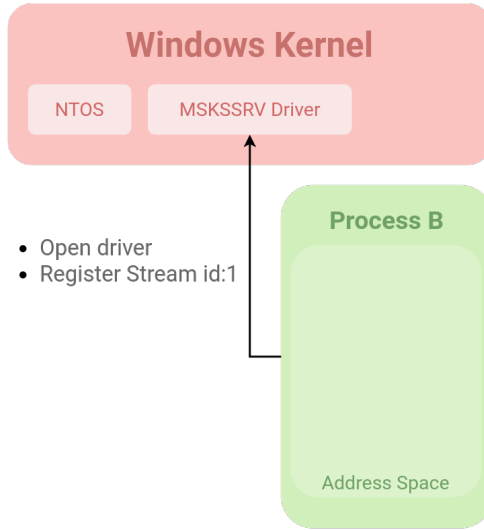 Windows Kernel
NTOS
MSKSSRV Driver
Process B
• Open driver
• Register Stream id:1
Address Space